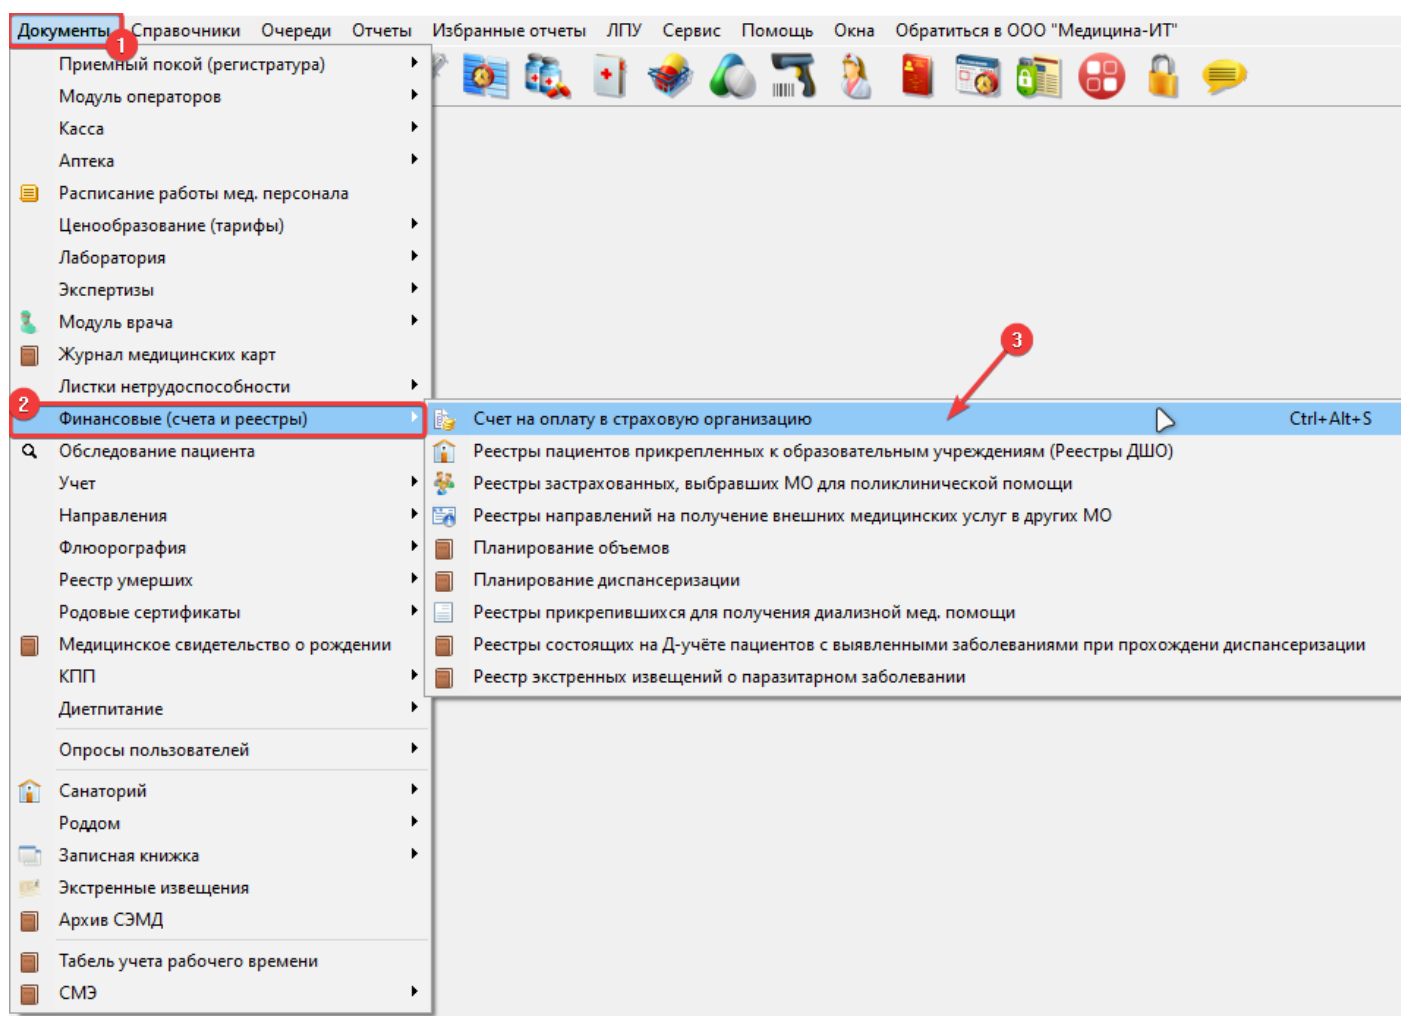 Документы Справочники Очереди Отчеты Избранные отчеты ЛПУ Сервис Помощь Окна Обратиться в ООО "Медицина-ИТ"
1
Приемный покой (регистратура)
Модуль операторов
Касса
Аптека
Расписание работы мед. персонала
Ценообразование (тарифы)
Лаборатория
Экспертизы
Модуль врача
Журнал медицинских карт
Листки нетрудоспособности
2
Финансовые (счета и реестры)
Обследование пациента
Учет
Направления
Флюорография
Реестр умерших
Родовые сертификаты
Медицинское свидетельство о рождении
КПП
Диетпитание
Опросы пользователей
Санаторий
Роддом
Записная книжка
Экстренные извещения
Архив СЭМД
Табель учета рабочего времени
СМЭ
3
Счет на оплату в страховую организацию Ctrl+Alt+S
Реестры пациентов прикрепленных к образовательным учреждениям (Реестры ДШО)
Реестры застрахованных, выбравших МО для поликлинической помощи
Реестры направлений на получение внешних медицинских услуг в других МО
Планирование объемов
Планирование диспансеризации
Реестры прикрепившихся для получения диализной мед. помощи
Реестры состоящих на Д-учёте пациентов с выявленными заболеваниями при прохождени диспансеризации
Реестр экстренных извещений о паразитарном заболевании